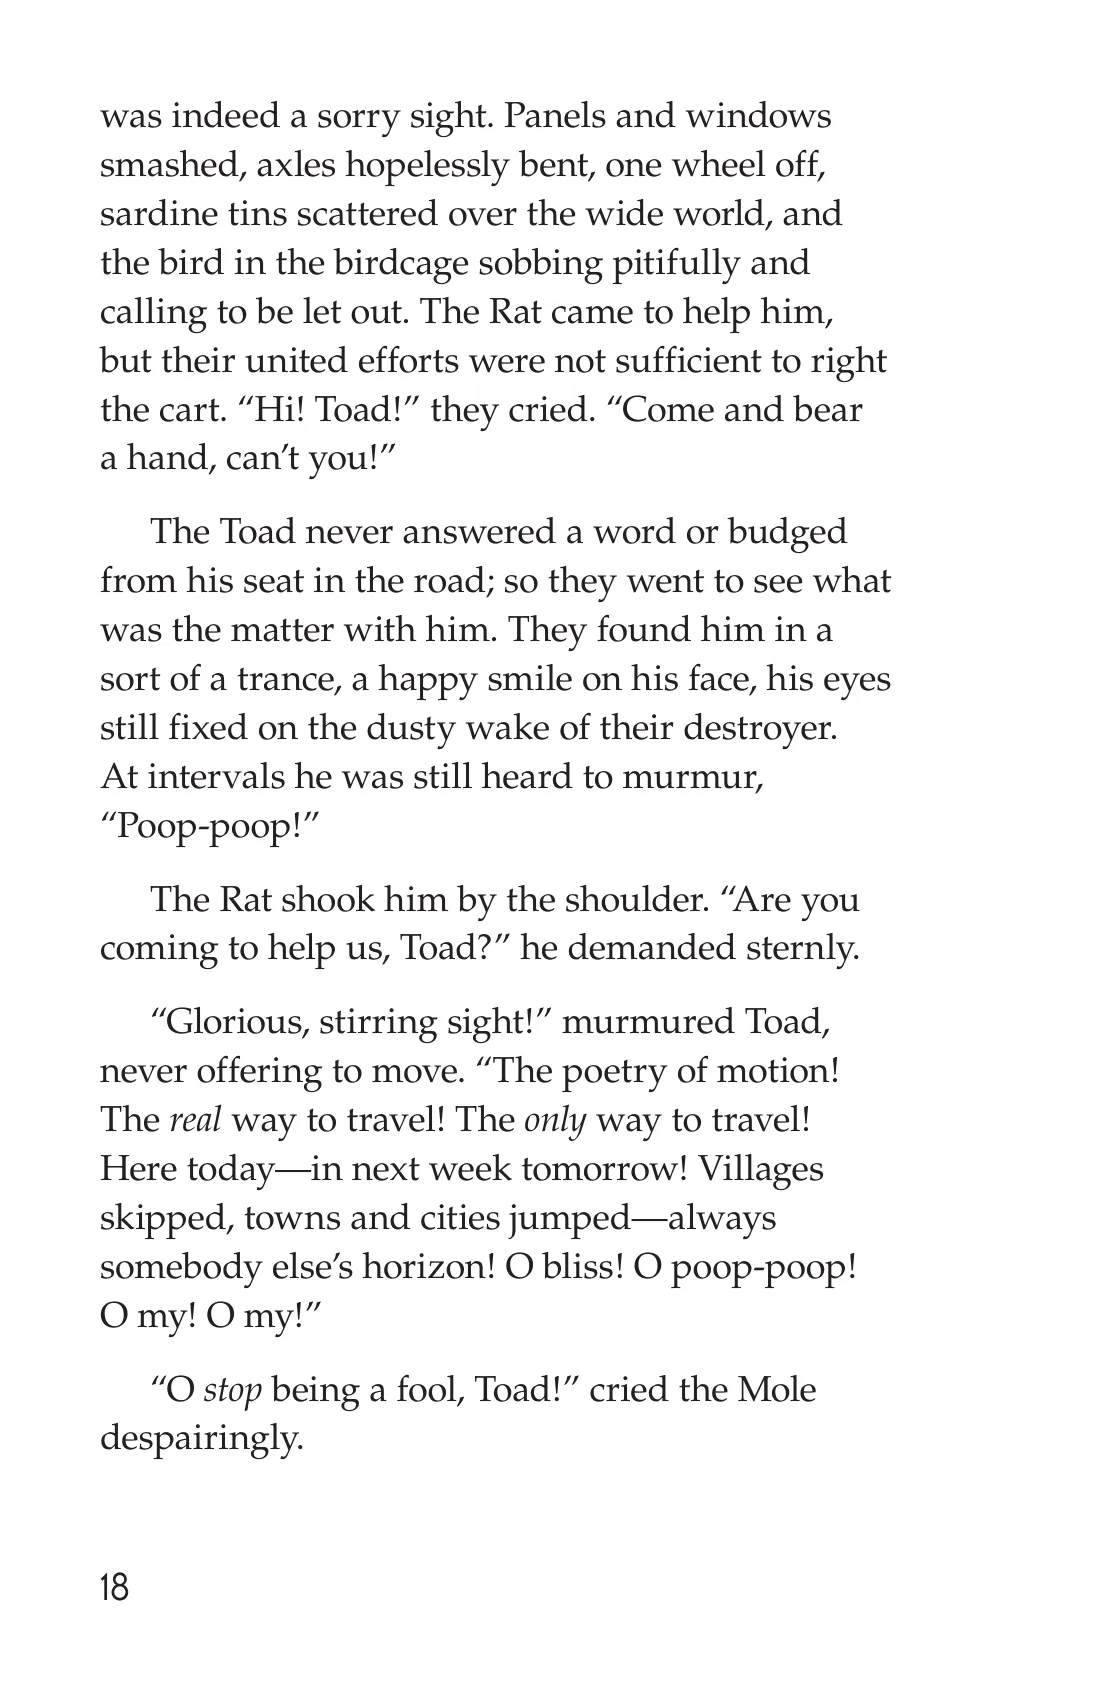 was indeed a sorry sight. Panels and windows
smashed, axles hopelessly bent, one wheel off,
sardine tins scattered over the wide world, and
the bird in the birdcage sobbing pitifully and
calling to be let out. The Rat came to help him,
but their united efforts were not sufficient to right
the cart. “Hi! Toad!” they cried. “Come and bear
a hand, can’t you!”
The Toad never answered a word or budged
from his seat in the road; so they went to see what
was the matter with him. They found him in a
sort of a trance, a happy smile on his face, his eyes
still fixed on the dusty wake of their destroyer.
At intervals he was still heard to murmur,
“Poop-poop!”
The Rat shook him by the shoulder. “Are you
coming to help us, Toad?” he demanded sternly.
“Glorious, stirring sight!” murmured Toad,
never offering to move. “The poetry of motion!
The real way to travel! The only way to travel!
Here today—in next week tomorrow! Villages
skipped, towns and cities jumped—always
somebody else’s horizon! O bliss! O poop-poop!
O my! O my!”
“O stop being a fool, Toad!” cried the Mole
despairingly.
18